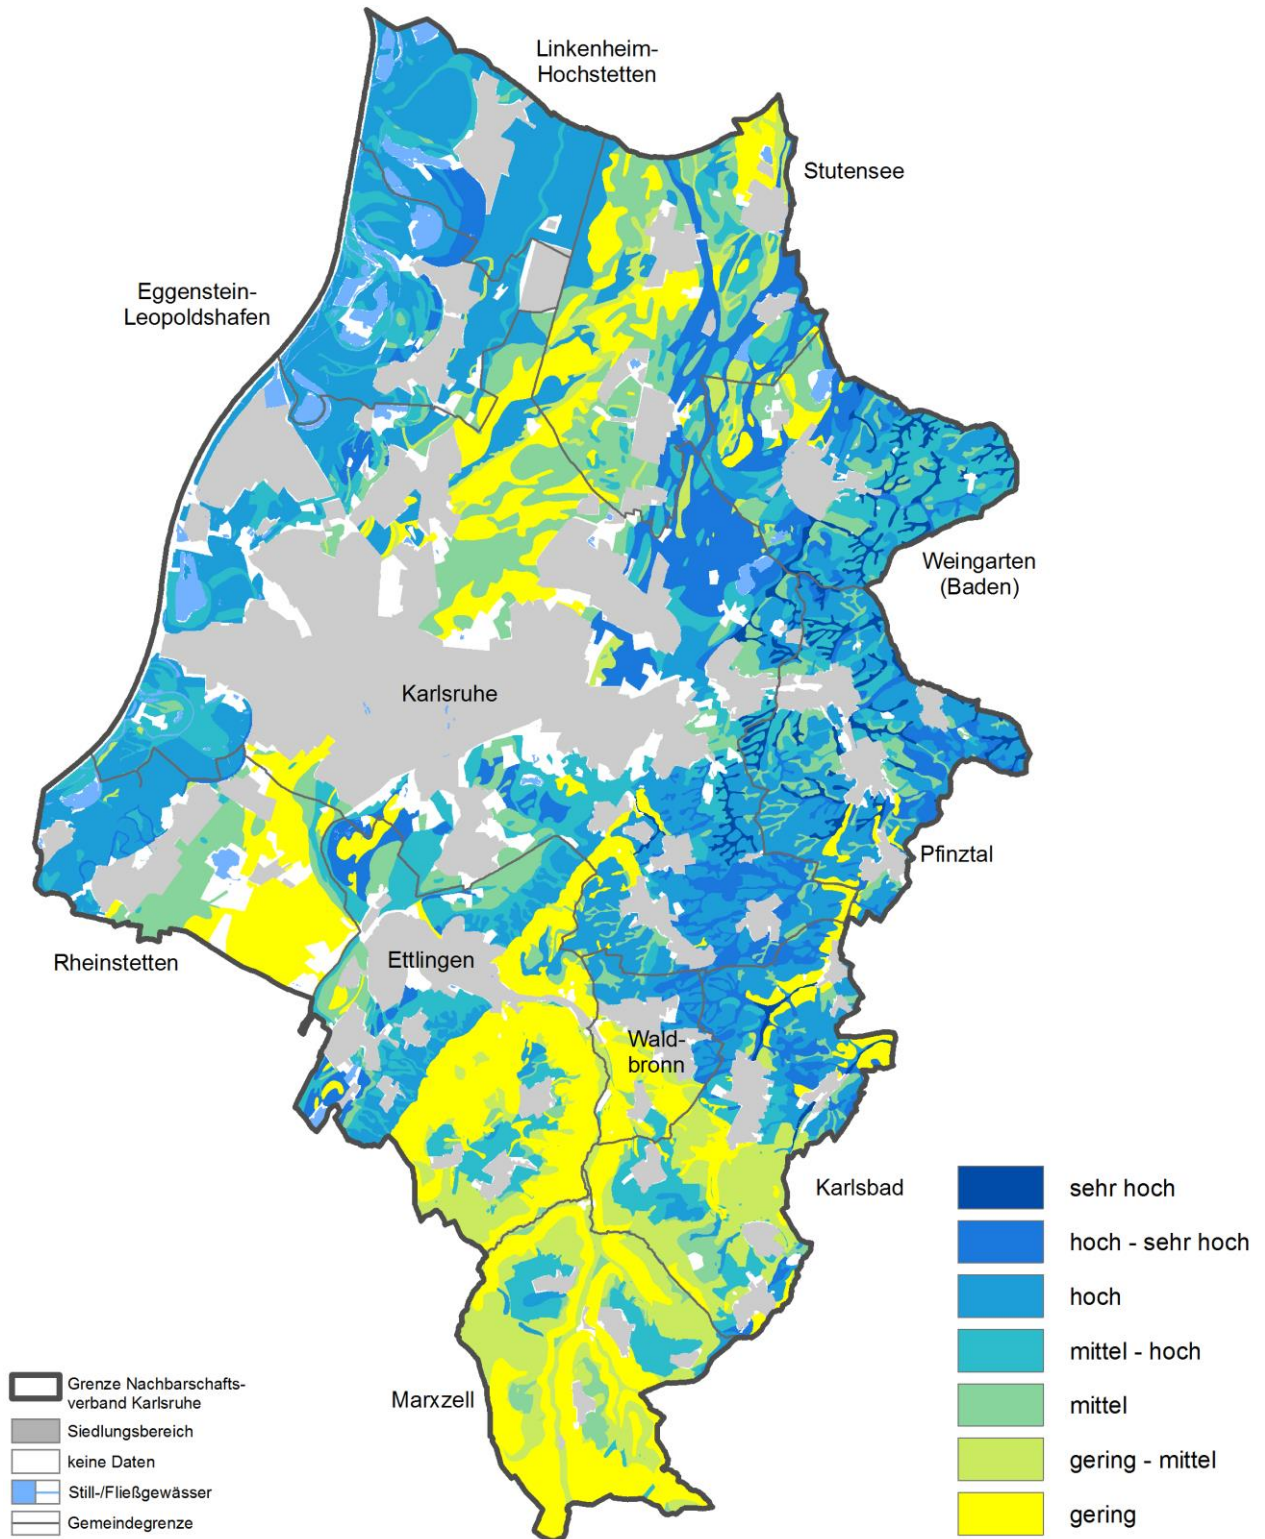 Linkenheim-
Hochstetten
Stutensee
Eggenstein-
Leopoldshafen
Weingarten
(Baden)
Karlsruhe
Pfinztal
Rheinstetten
Ettlingen
Wald-
bronn
Karlsbad
Marxzell
sehr hoch
hoch - sehr hoch
hoch
mittel - hoch
mittel
gering - mittel
gering
Grenze Nachbarschafts-
verband Karlsruhe
Siedlungsbereich
keine Daten
Still-/Fließgewässer
Gemeindegrenze